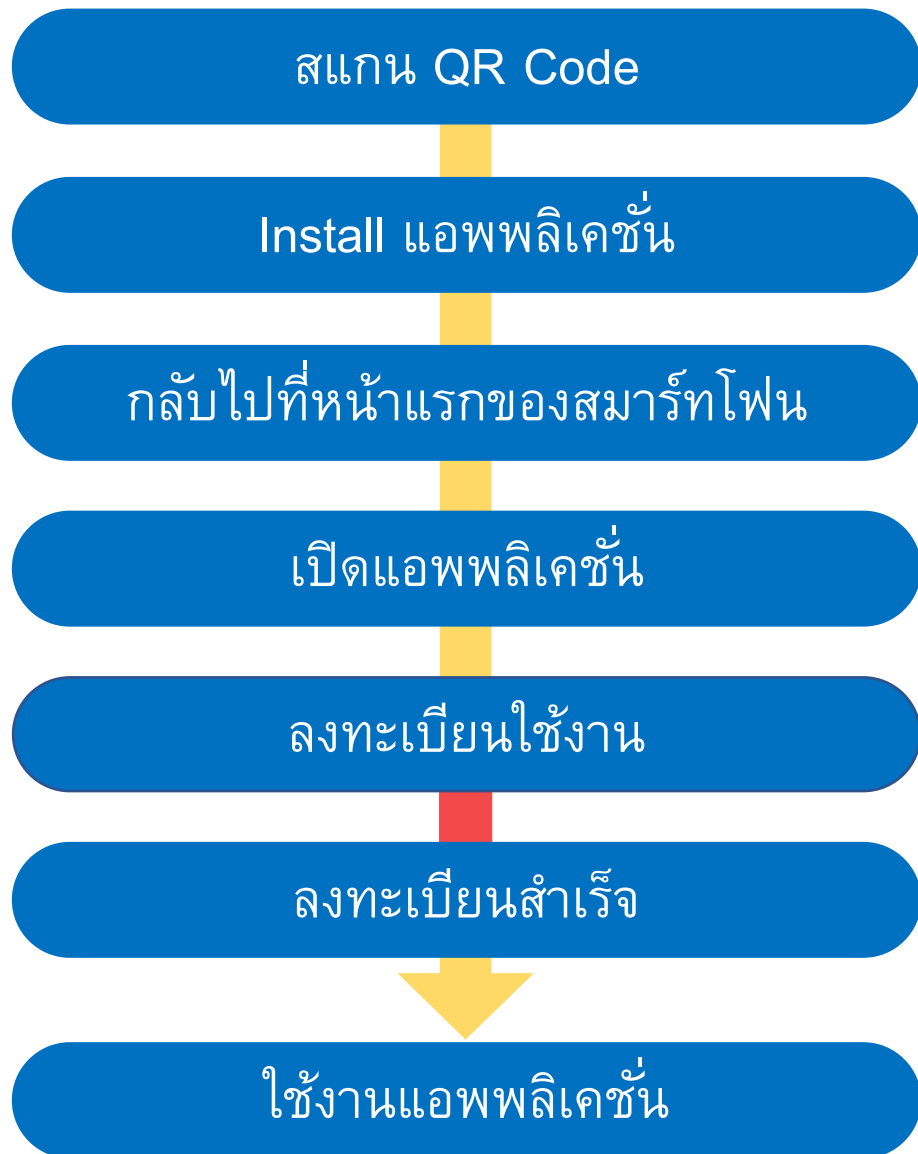 สแกน QR Code
Install แอพพลิเคชั่น
กลับไปที่หน้าแรกของสมาร์ทโฟน
เปิดแอพพลิเคชั่น
ลงทะเบียนใช้งาน
ลงทะเบียนสำเร็จ
ใช้งานแอพพลิเคชั่น